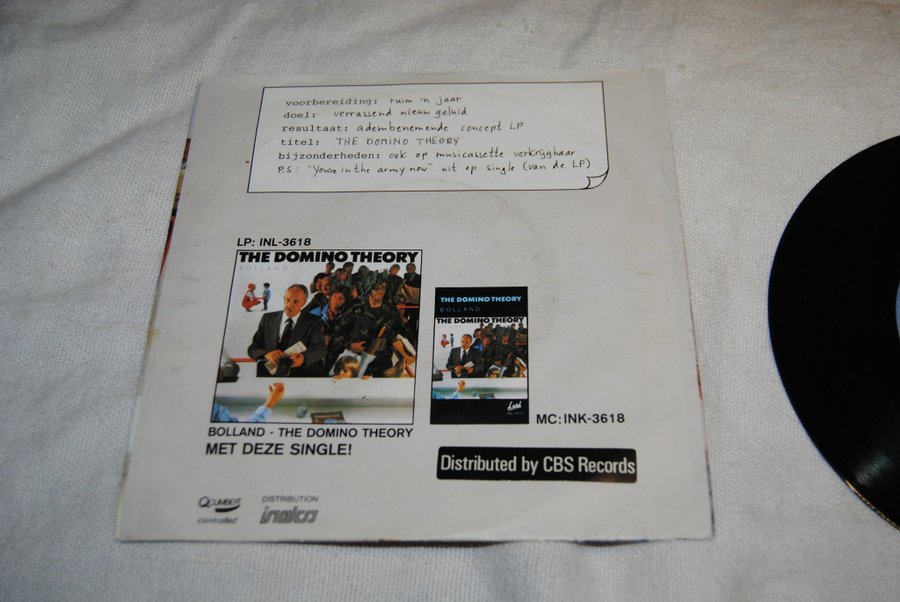 voorbereiding: ruim 'n jaar
doel: verrassend nieuw geluid
resultaat: adembenemende concept LP
titel: THE DOMINO THEORY
bijzonderheden: ook op musicassette verkrijgbaar
P.S: "You're in the army now" uit op single (van de LP)
LP: INL-3618
THE DOMINO THEORY
BOLLAND
THE DOMINO THEORY
BOLLAND
THE DOMINO THEORY
MC: INK-3618
BOLLAND - THE DOMINO THEORY
MET DEZE SINGLE!
Distributed by CBS Records
QCUMBER
controlled
DISTRIBUTION
inelco